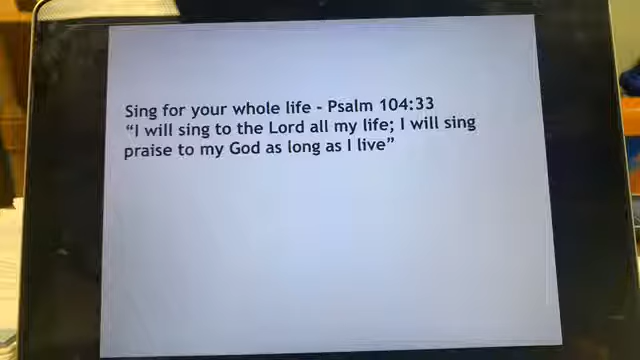 Sing for your whole life - Psalm 104:33
“I will sing to the Lord all my life; I will sing
praise to my God as long as I live”